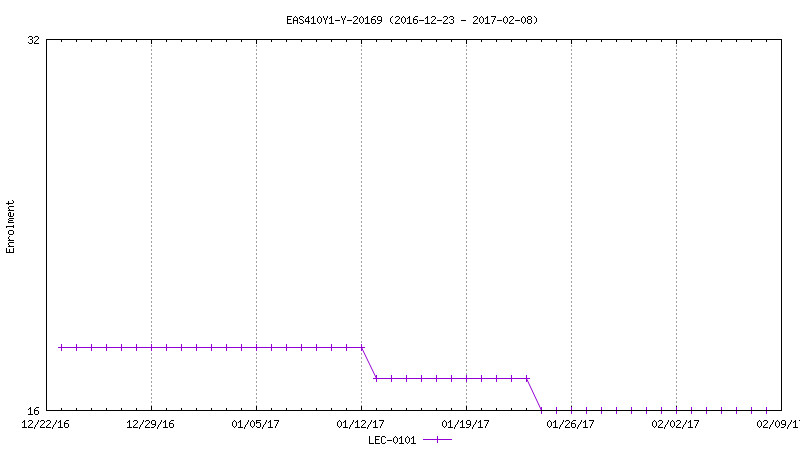 EAS410Y1-Y-20169 (2016-12-23 - 2017-02-08)
32
Enrolment
16
12/22/16 12/29/16 01/05/17 01/12/17 01/19/17 01/26/17 02/02/17 02/09/1
LEC-0101